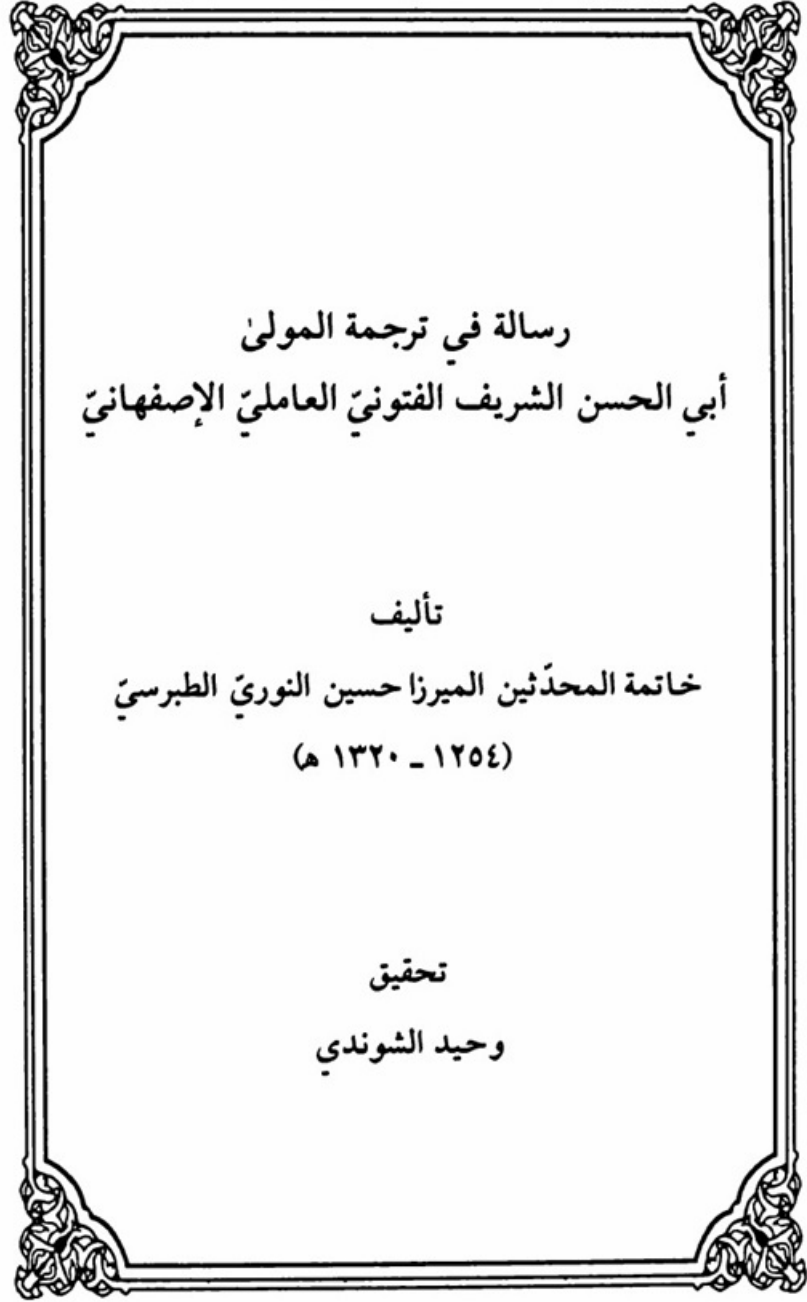 رسالة في ترجمة المولىٰ
أبي الحسن الشريف الفتونيّ العامليّ الإصفهانيّ
تأليف
خاتمة المحدّثين الميرزا حسين النوريّ الطبرسيّ
(١٢٥٤ ـ ١٣٢٠ هـ)
تحقيق
وحيد الشوندي